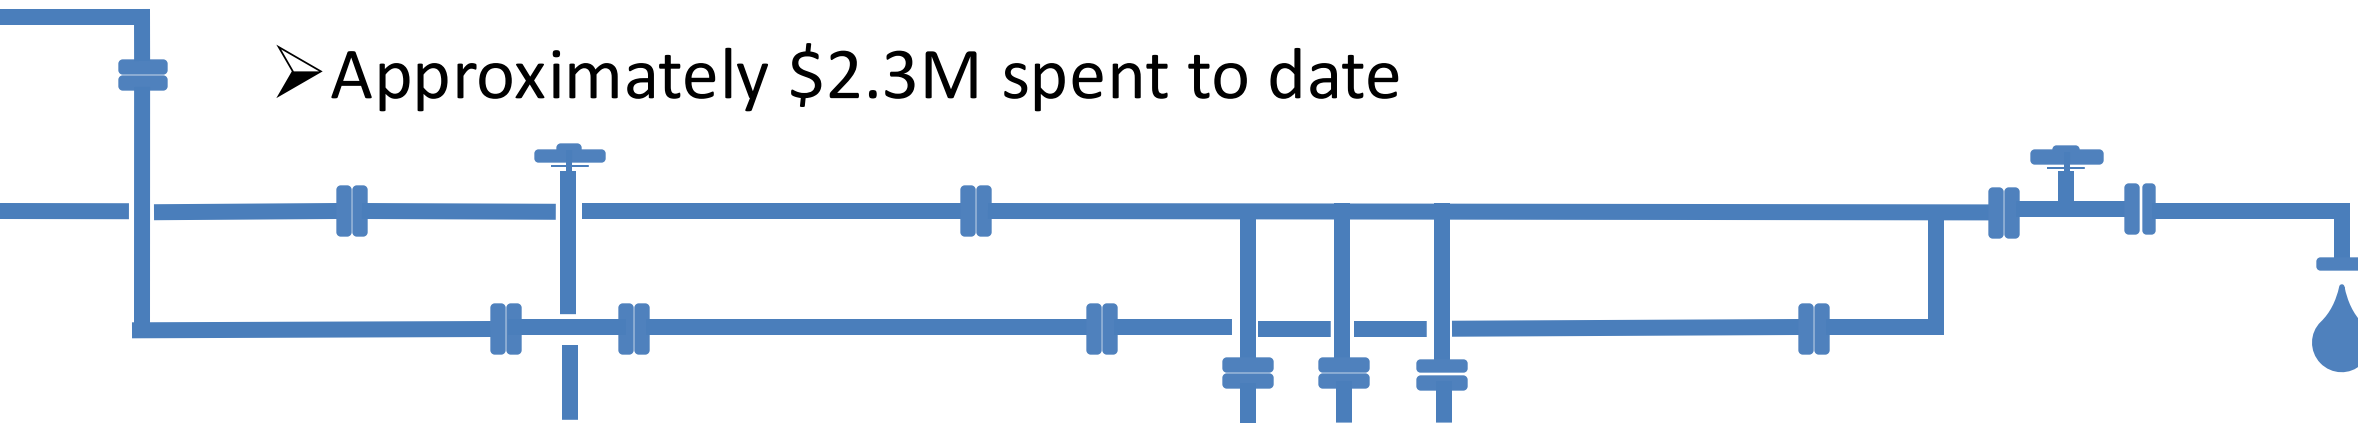 ➢Approximately $2.3M spent to date